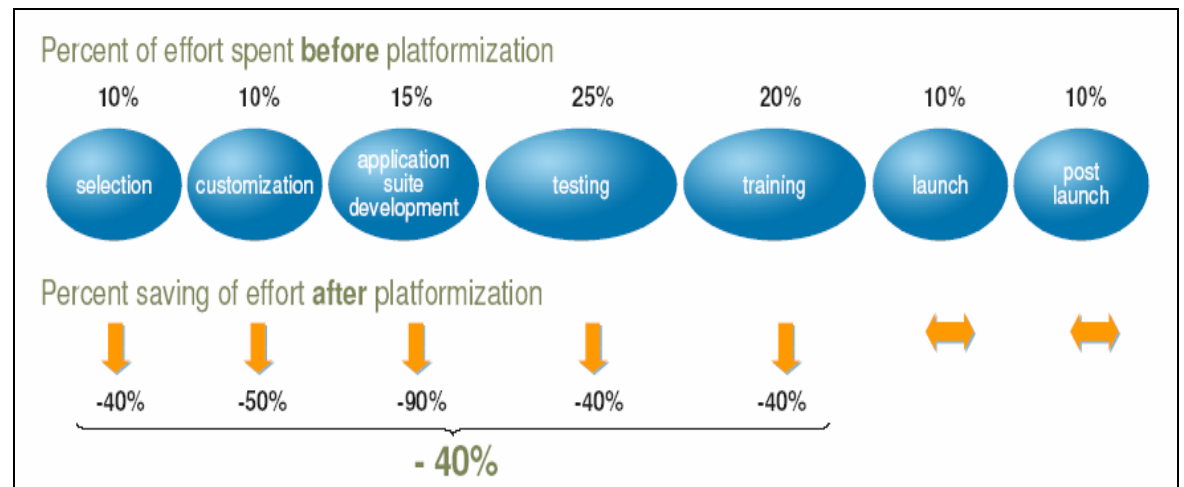 Percent of effort spent before platformization
10% 10% 15% 25% 20% 10% 10%
selection customization application suite development testing training launch post launch
Percent saving of effort after platformization
-40% -50% -90% -40% -40%
- 40%